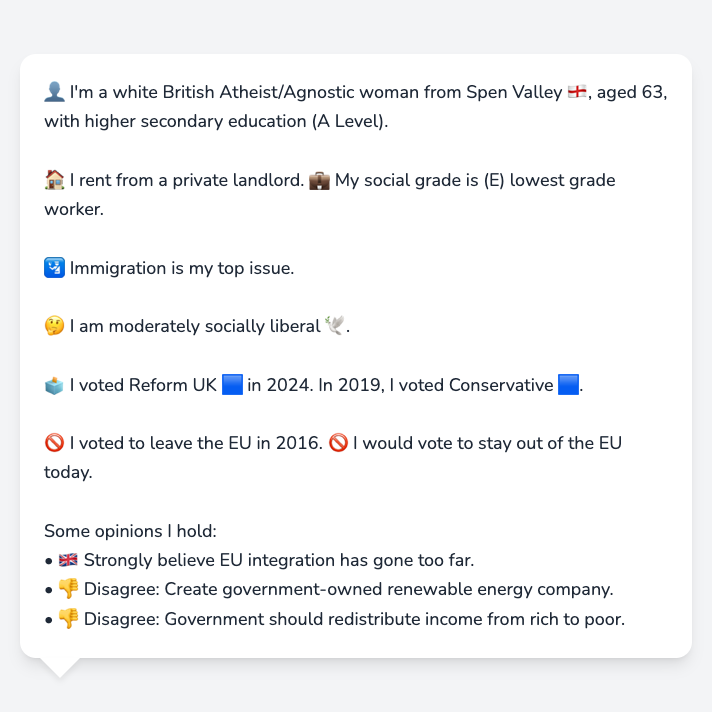 👤 I'm a white British Atheist/Agnostic woman from Spen Valley 🏴󠁧󠁢󠁥󠁮󠁧󠁿, aged 63,
with higher secondary education (A Level).
🏠 I rent from a private landlord. 💼 My social grade is (E) lowest grade
worker.
🛂 Immigration is my top issue.
🤔 I am moderately socially liberal 🕊️.
🗳️ I voted Reform UK 🟦 in 2024. In 2019, I voted Conservative 🟦.
🚫 I voted to leave the EU in 2016. 🚫 I would vote to stay out of the EU
today.
Some opinions I hold:
• 🇬🇧 Strongly believe EU integration has gone too far.
• 👎 Disagree: Create government-owned renewable energy company.
• 👎 Disagree: Government should redistribute income from rich to poor.